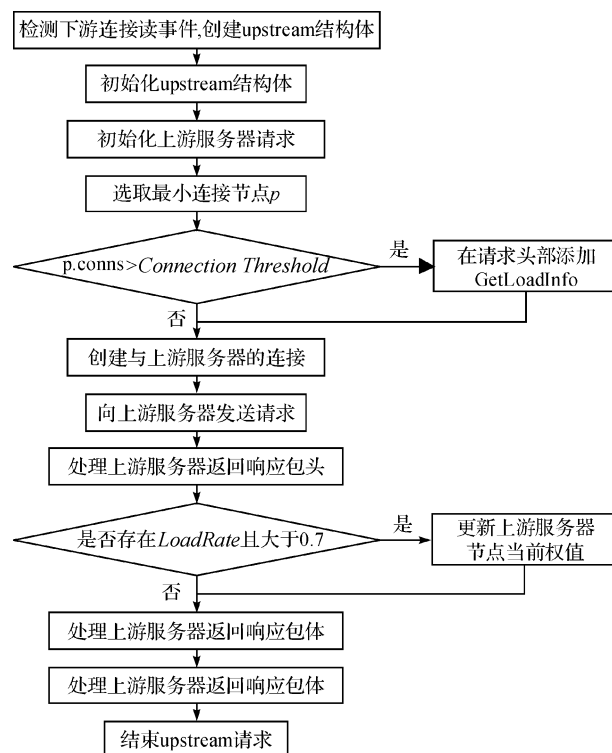 检测下游连接读事件,创建upstream结构体
初始化upstream结构体
初始化上游服务器请求
选取最小连接节点p
p.conns>Connection Threshold
是
在请求头部添加
GetLoadInfo
否
创建与上游服务器的连接
向上游服务器发送请求
处理上游服务器返回响应包头
是否存在LoadRate且大于0.7
是
更新上游服务器
节点当前权值
否
处理上游服务器返回响应包体
处理上游服务器返回响应包体
结束upstream请求